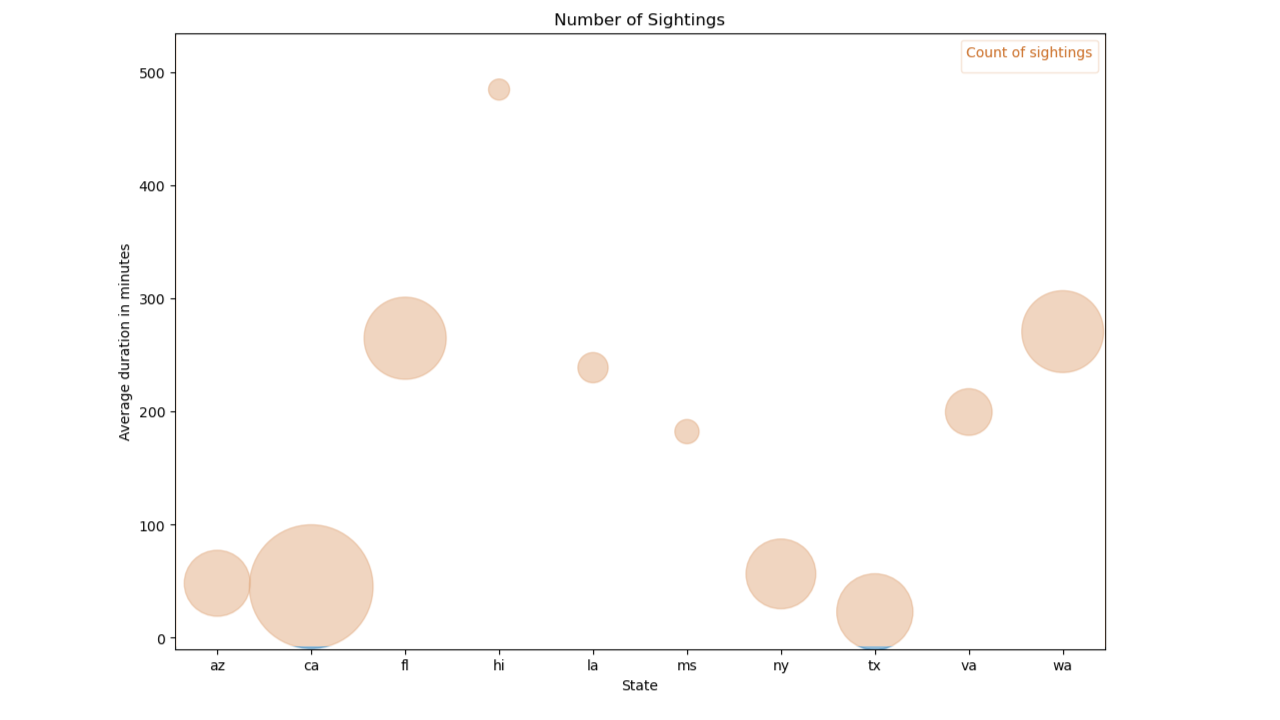 Number of Sightings
Count of sightings
Average duration in minutes
500
400
300
200
100
0
az ca fl hi la ms ny tx va wa
State